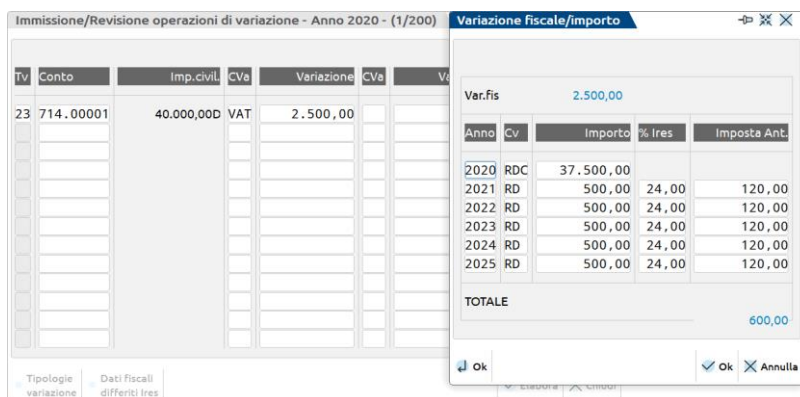 Immissione/Revisione operazioni di variazione - Anno 2020 - (1/200)
Tv Conto Imp.civil. CVa Variazione CVa
23 714.00001 40.000,00D VAT 2.500,00
Tipologie variazione
Dati fiscali differiti Ires
Elabora Chiudi
Variazione fiscale/importo
Var.fis 2.500,00
Anno Cv Importo % Ires Imposta Ant.
2020 RDC 37.500,00
2021 RD 500,00 24,00 120,00
2022 RD 500,00 24,00 120,00
2023 RD 500,00 24,00 120,00
2024 RD 500,00 24,00 120,00
2025 RD 500,00 24,00 120,00
TOTALE
600,00
Ok Ok Annulla